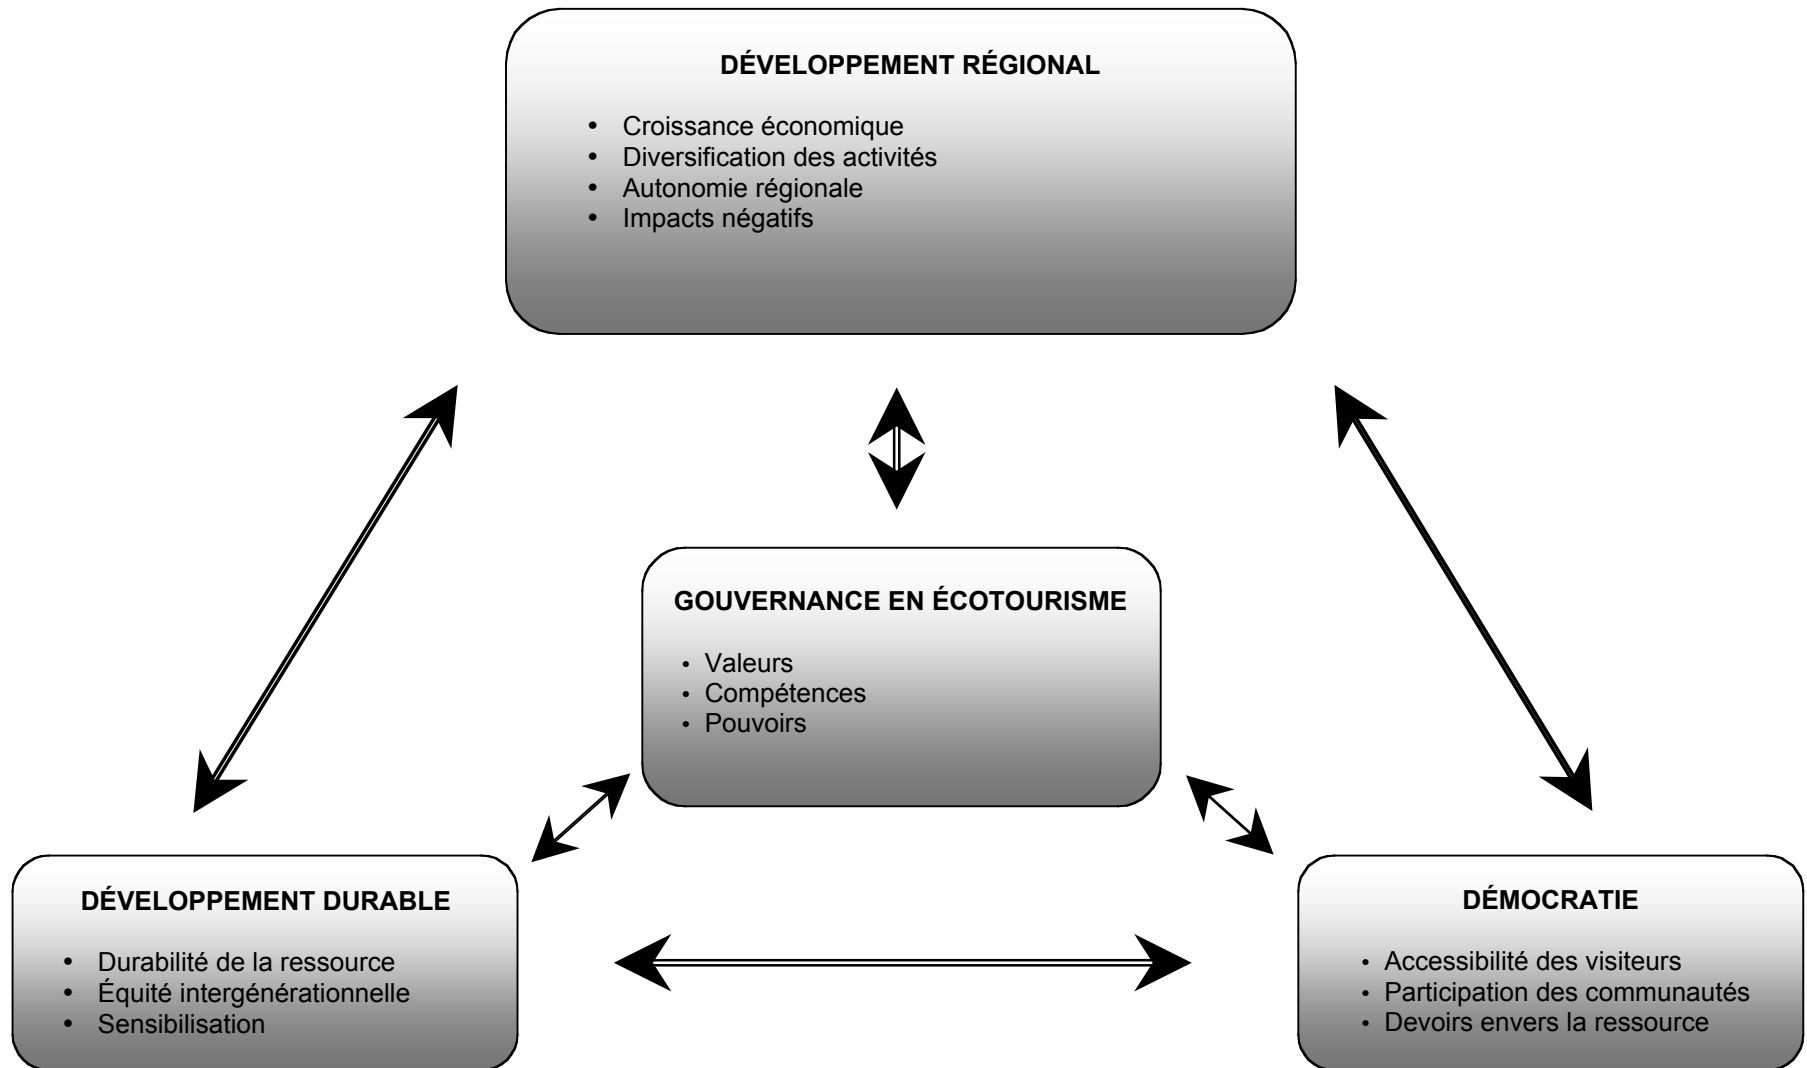 DÉVELOPPEMENT RÉGIONAL
• Croissance économique
• Diversification des activités
• Autonomie régionale
• Impacts négatifs
GOUVERNANCE EN ÉCOTOURISME
• Valeurs
• Compétences
• Pouvoirs
DÉVELOPPEMENT DURABLE
• Durabilité de la ressource
• Équité intergénérationnelle
• Sensibilisation
DÉMOCRATIE
• Accessibilité des visiteurs
• Participation des communautés
• Devoirs envers la ressource